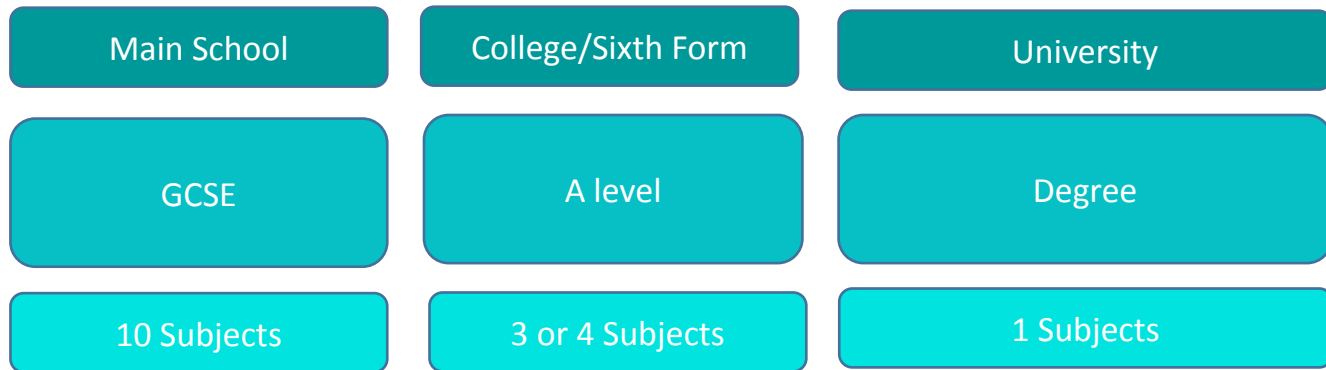 Main School
College/Sixth Form
University
GCSE
A level
Degree
10 Subjects
3 or 4 Subjects
1 Subjects